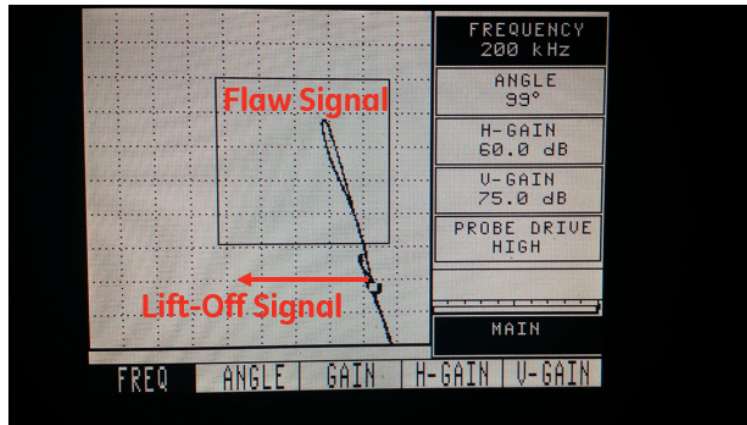 Flaw Signal
Lift-Off Signal
FREQUENCY
200 kHz
ANGLE
99°
H-GAIN
60.0 dB
V-GAIN
75.0 dB
PROBE DRIVE
HIGH
MAIN
FREQ ANGLE GAIN H-GAIN V-GAIN